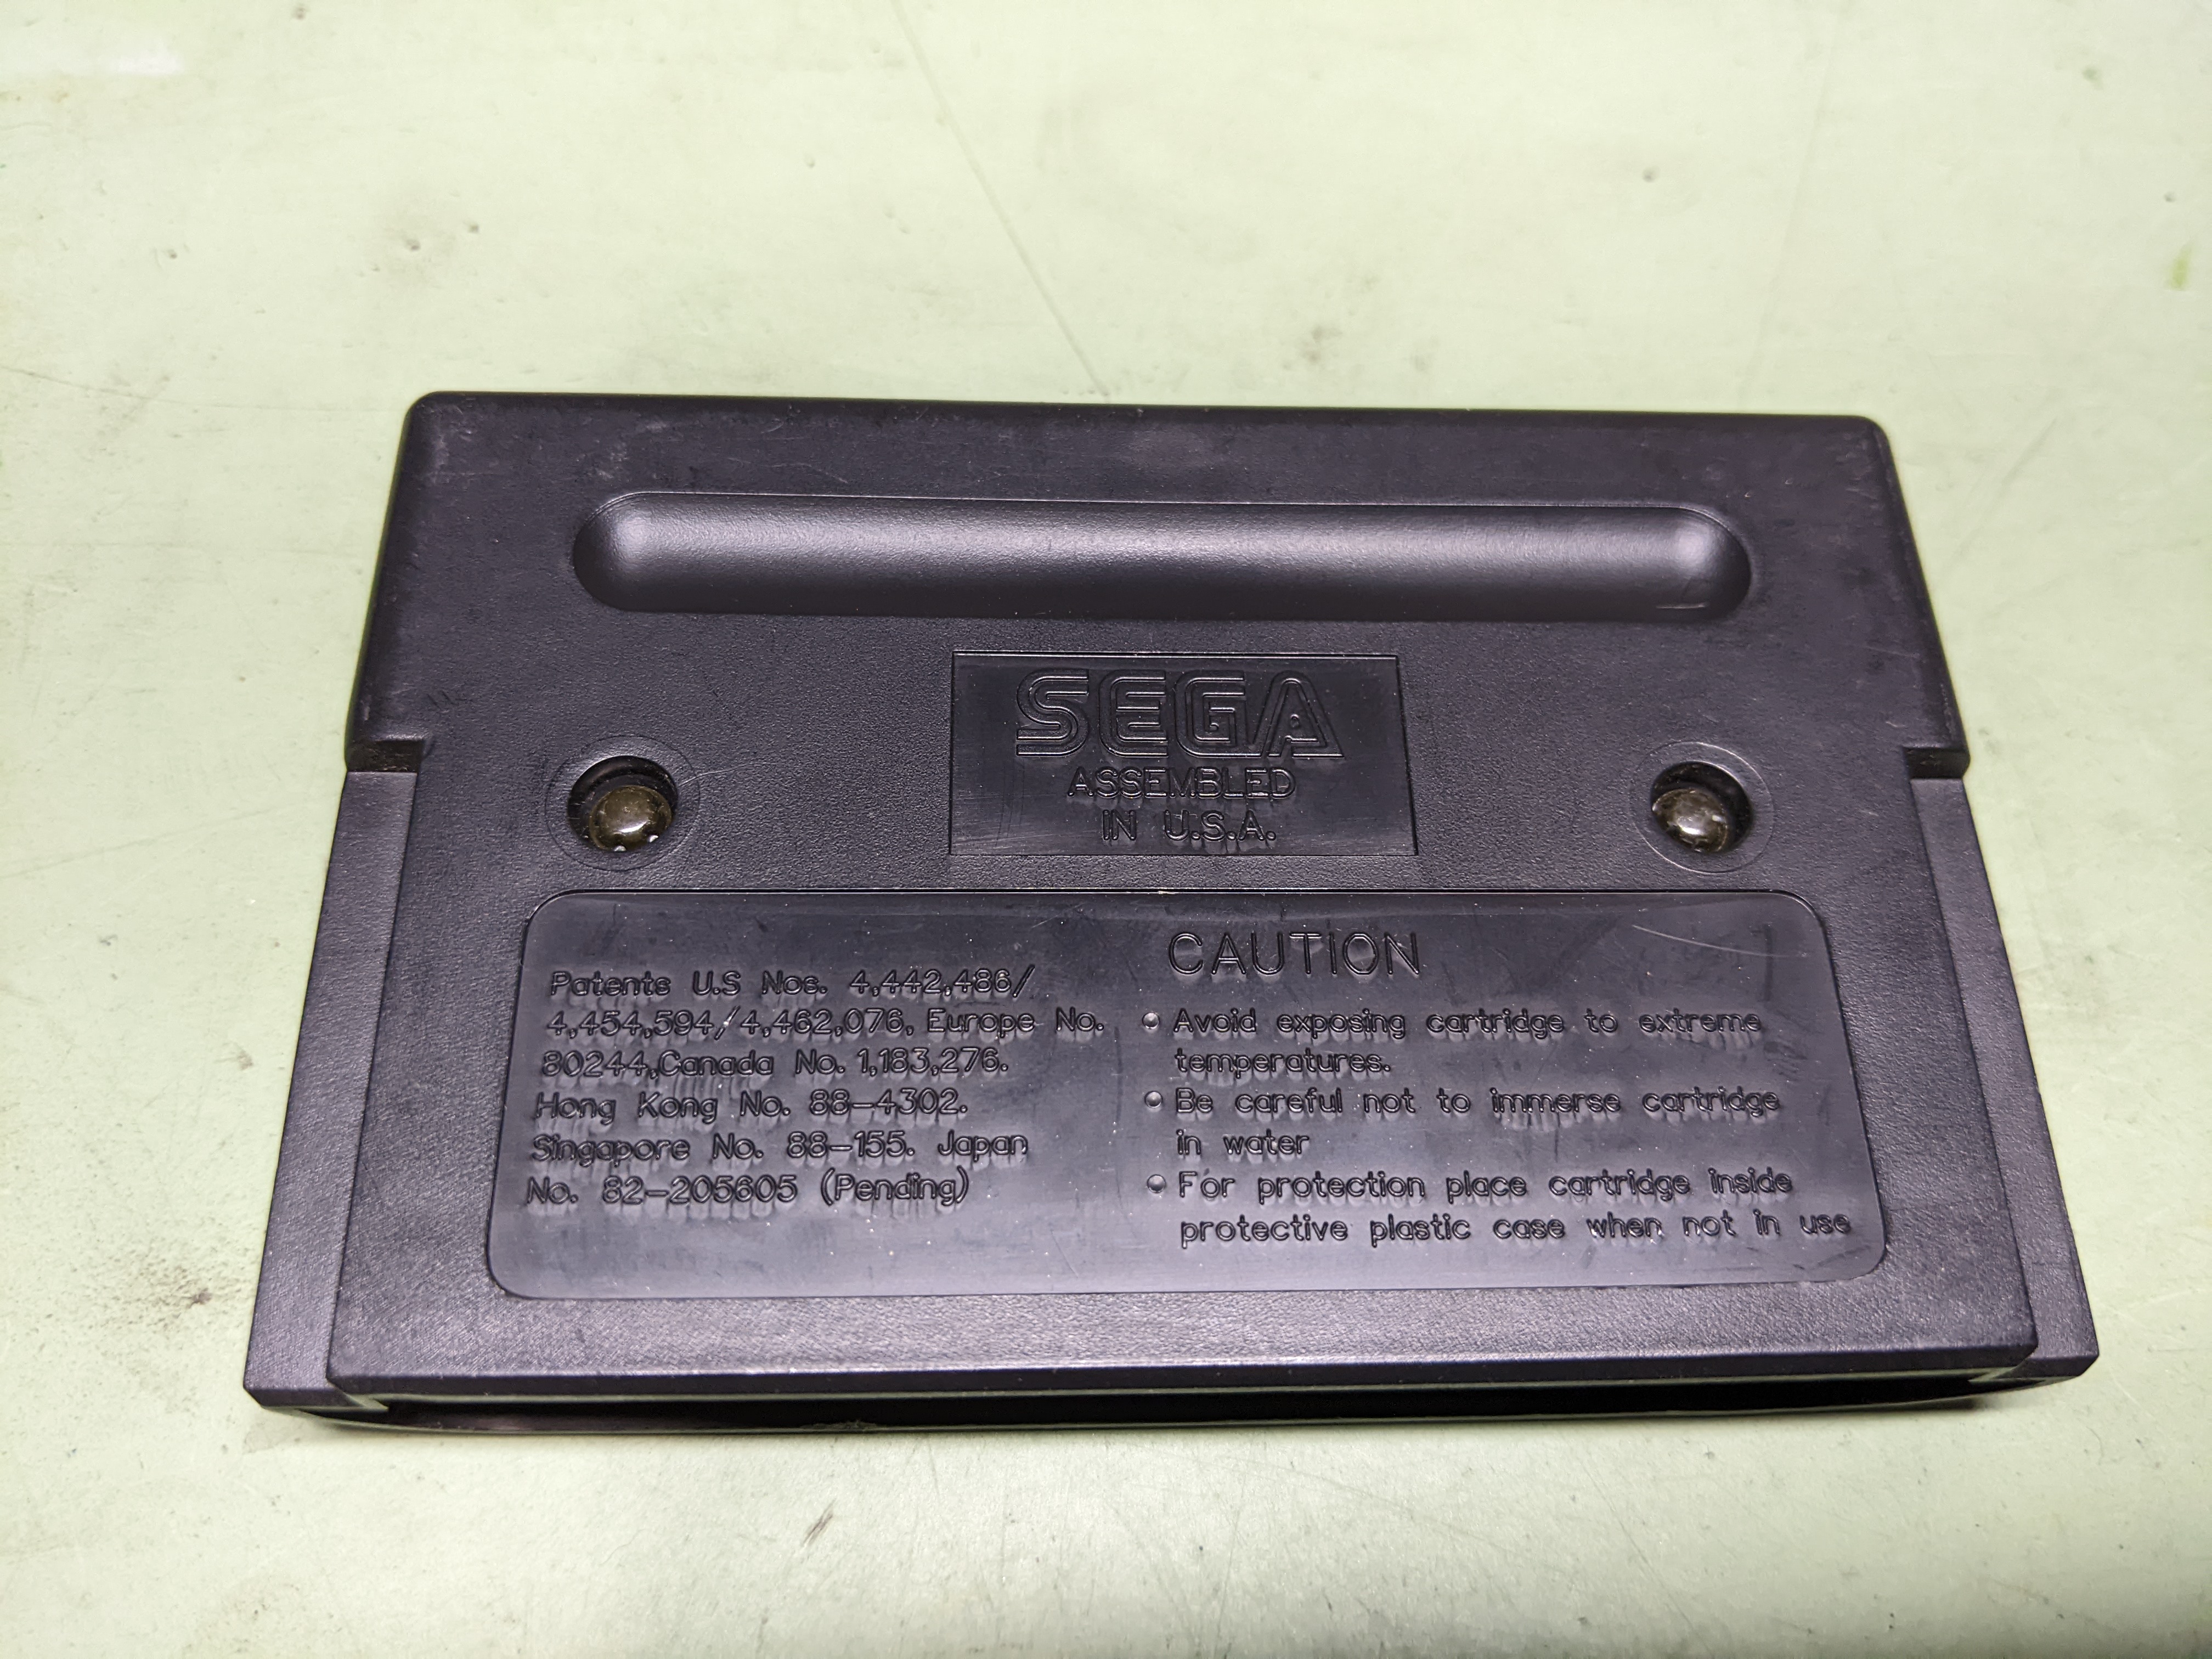 SEGA
ASSEMBLED
IN U.S.A.
Patents U.S Nos. 4,442,486/
4,454,594/4,462,076, Europe No.
80244,Canada No. 1,183,276.
Hong Kong No. 88-4302.
Singapore No. 88-155. Japan
No. 82-205605 (Pending)
CAUTION
• Avoid exposing cartridge to extreme
temperatures.
• Be careful not to immerse cartridge
in water
• For protection place cartridge inside
protective plastic case when not in use